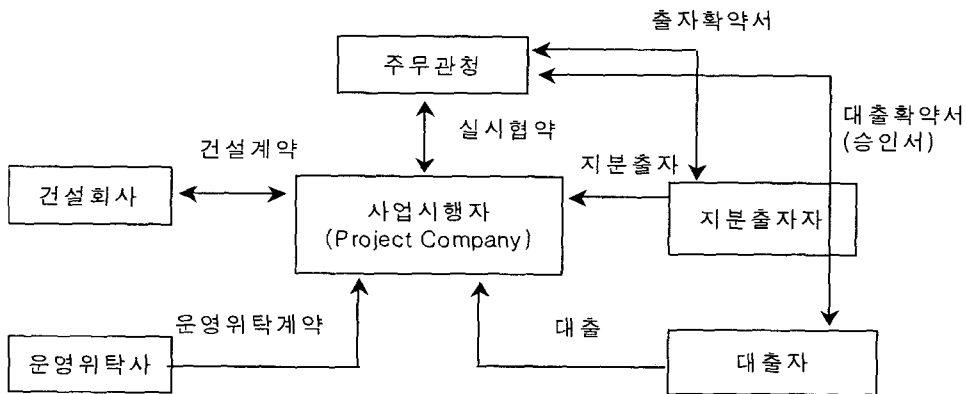 출자확약서
주무관청
대출확약서
(승인서)
실시협약
건설계약
지분출자
건설회사
사업시행자
(Project Company)
지분출자자
운영위탁계약
대출
운영위탁사
대출자